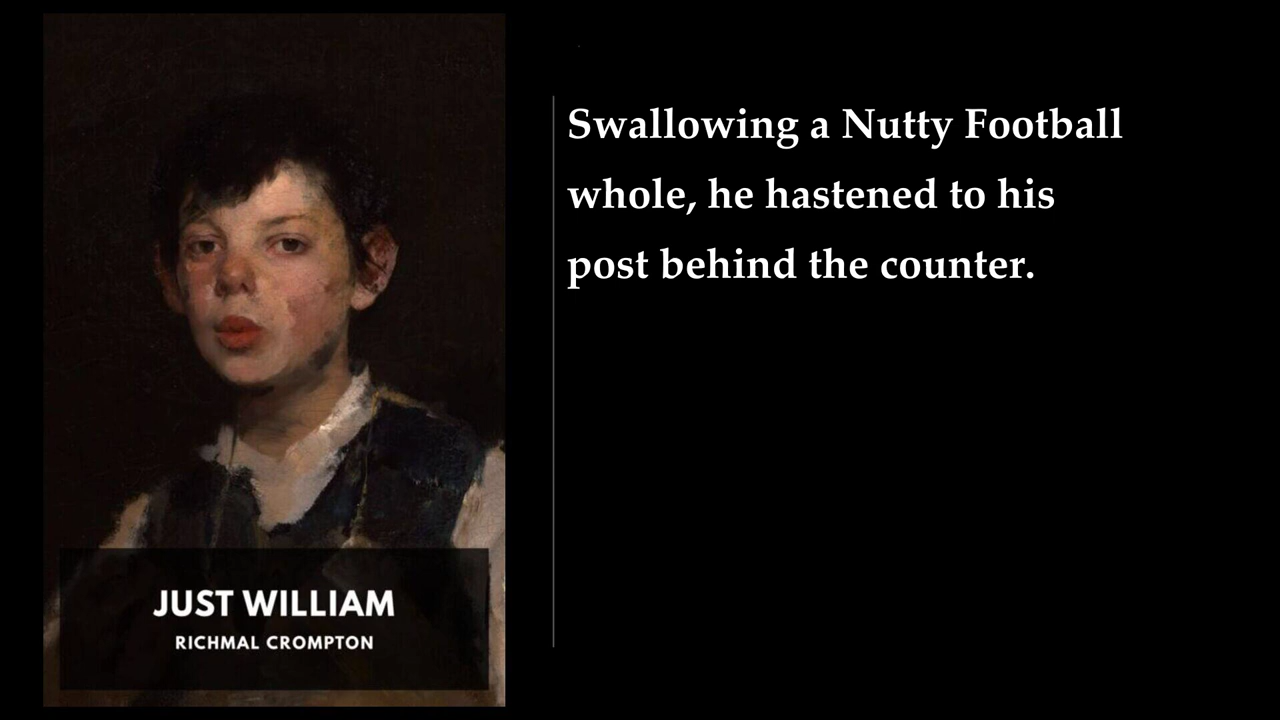 Swallowing a Nutty Football
whole, he hastened to his
post behind the counter.
JUST WILLIAM
RICHMAL CROMPTON